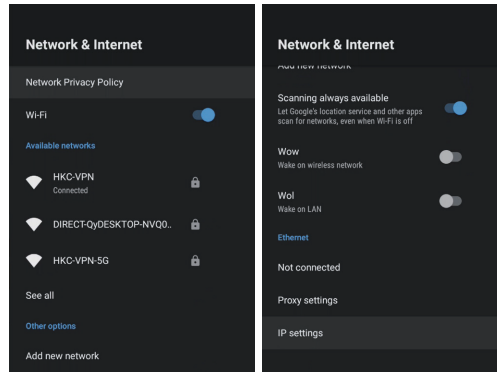 Network & Internet
Network Privacy Policy
Wi-Fi
Available networks
HKC-VPN
Connected
DIRECT-QyDESKTOP-NVQ0..
HKC-VPN-5G
See all
Other options
Add new network
Network & Internet
Add new network
Scanning always available
Let Google's location service and other apps
scan for networks, even when Wi-Fi is off
Wow
Wake on wireless network
Wol
Wake on LAN
Ethernet
Not connected
Proxy settings
IP settings